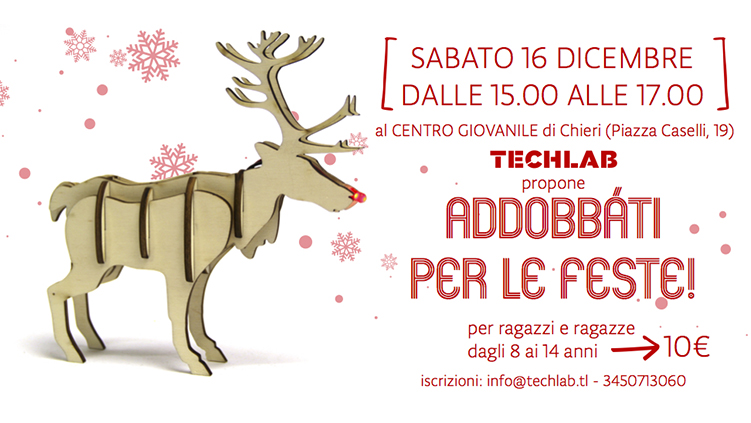 SABATO 16 DICEMBRE
DALLE 15.00 ALLE 17.00
al CENTRO GIOVANILE di Chieri (Piazza Caselli, 19)
TECHLAB
propone
ADDOBBÁTI
PER LE FESTE!
per ragazzi e ragazze
dagli 8 ai 14 anni → 10€
iscrizioni: info@techlab.tl - 3450713060